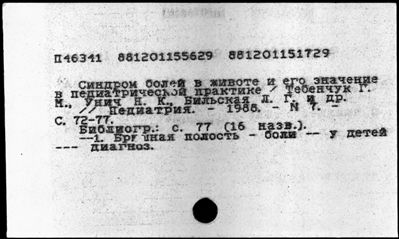 П46341 881201155629 881201151729
Синдром болей в животе и его значение
в педиатрической практике / Тебенчук Г.
М., Унич Н. К., Бильская Л. Г. и др.
// Педиатрия. - 1988. - N 7. -
С. 72-77.
Библиогр.: с. 77 (16 назв.).
--1. Брюшная полость - боли -- у детей
--- диагноз.